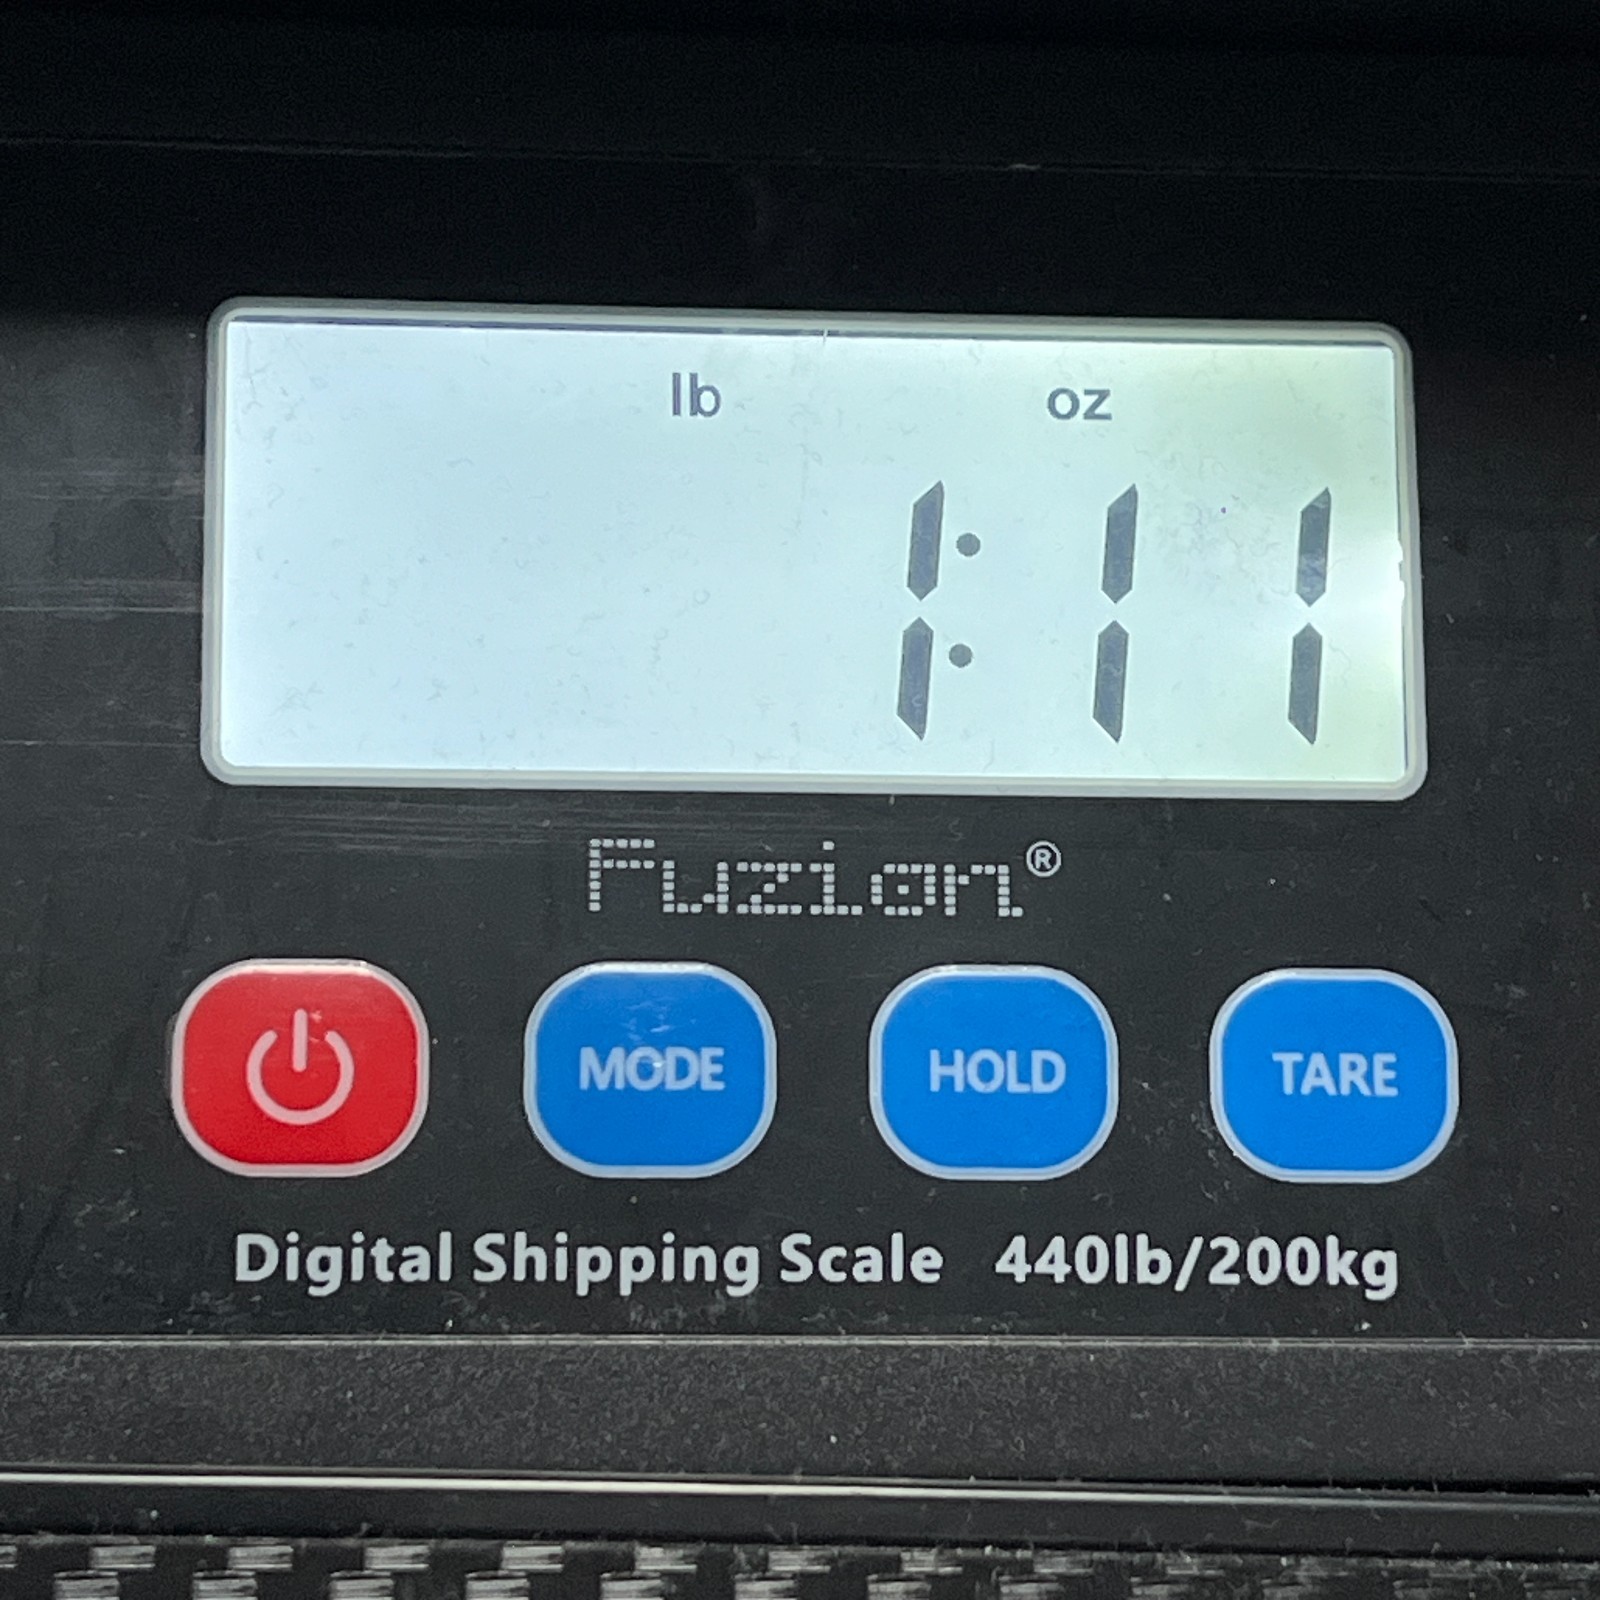 lb oz
1:11
Fuzion®
MODE HOLD TARE
Digital Shipping Scale 440lb/200kg